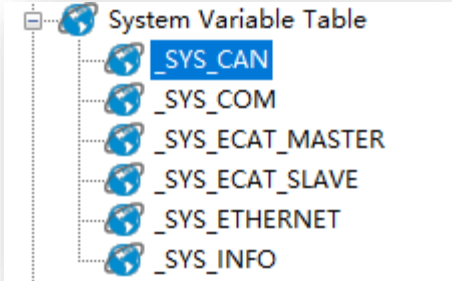 System Variable Table
_SYS_CAN
_SYS_COM
_SYS_ECAT_MASTER
_SYS_ECAT_SLAVE
_SYS_ETHERNET
_SYS_INFO